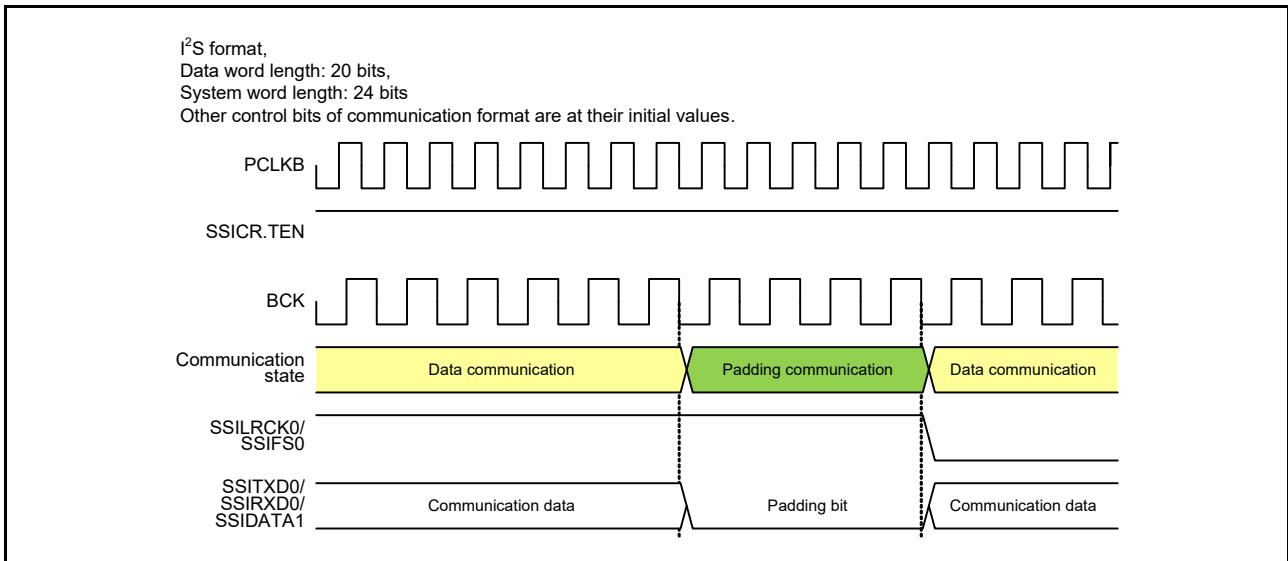 I²S format,
Data word length: 20 bits,
System word length: 24 bits
Other control bits of communication format are at their initial values.
PCLKB
SSICR.TEN
BCK
Communication
state
Data communication
Padding communication
Data communication
SSILRCK0/
SSIFS0
SSITXD0/
SSIRXD0/
SSIDATA1
Communication data
Padding bit
Communication data